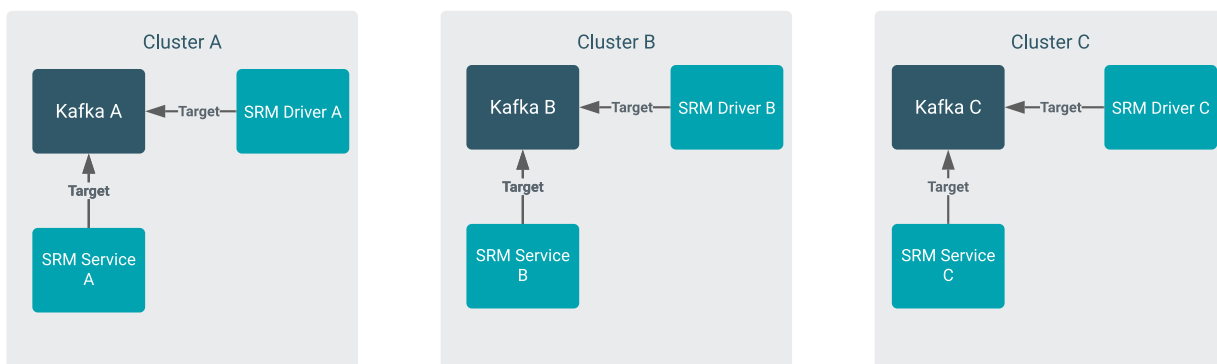 Cluster A
Kafka A
Target
SRM Driver A
Target
SRM Service
A
Cluster B
Kafka B
Target
SRM Driver B
Target
SRM Service
B
Cluster C
Kafka C
Target
SRM Driver C
Target
SRM Service
C